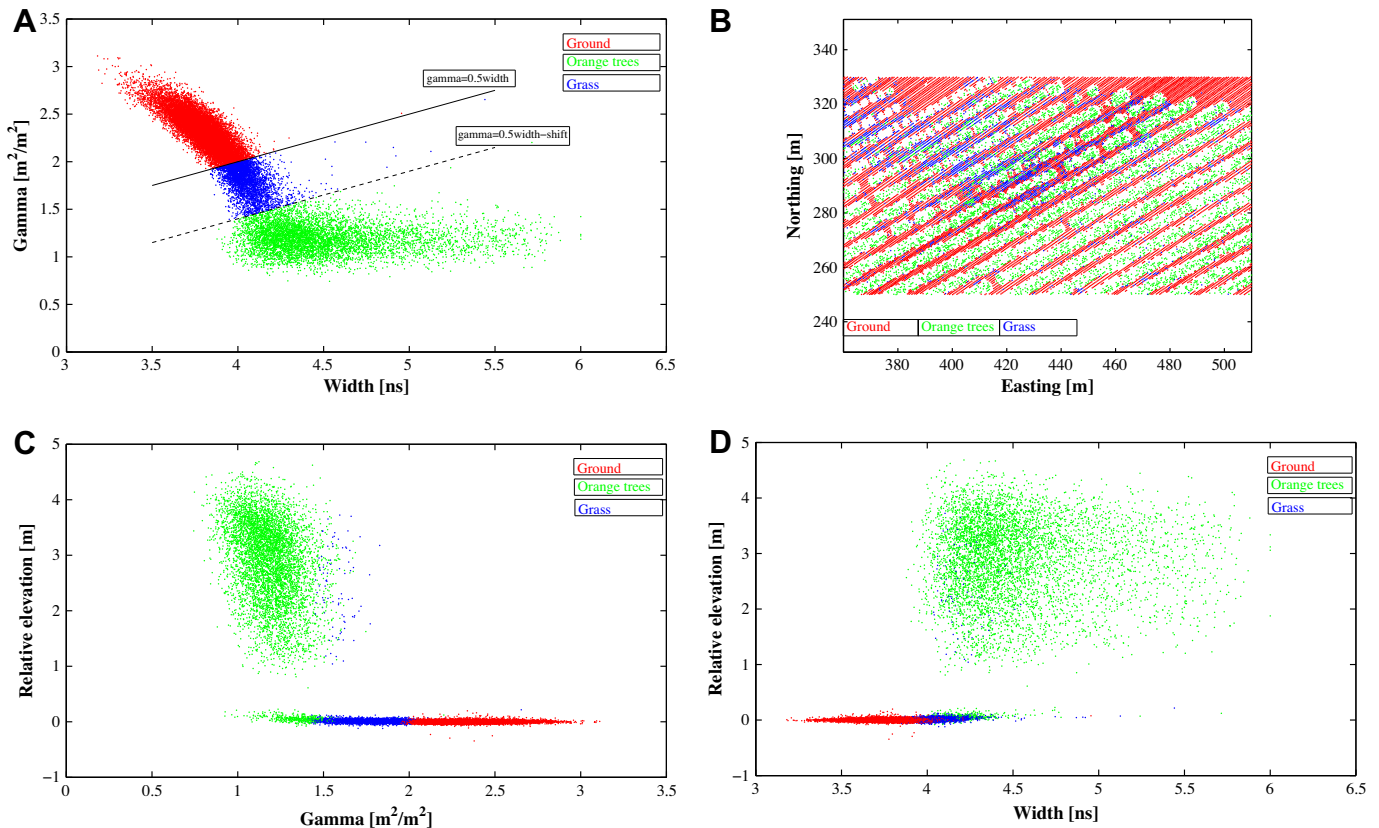 A
3.5
3
2.5
2
1.5
1
0.5
0
3
3.5
4
4.5
5
5.5
6
6.5
Gamma [m²/m²]
Width [ns]
Ground
Orange trees
Grass
gamma=0.5width
gamma=0.5width−shift
B
340
320
300
280
260
240
380
400
420
440
460
480
500
Northing [m]
Easting [m]
Ground
Orange trees
Grass
C
5
4
3
2
1
0
−1
0
0.5
1
1.5
2
2.5
3
3.5
Relative elevation [m]
Gamma [m²/m²]
Ground
Orange trees
Grass
D
5
4
3
2
1
0
−1
3
3.5
4
4.5
5
5.5
6
6.5
Relative elevation [m]
Width [ns]
Ground
Orange trees
Grass